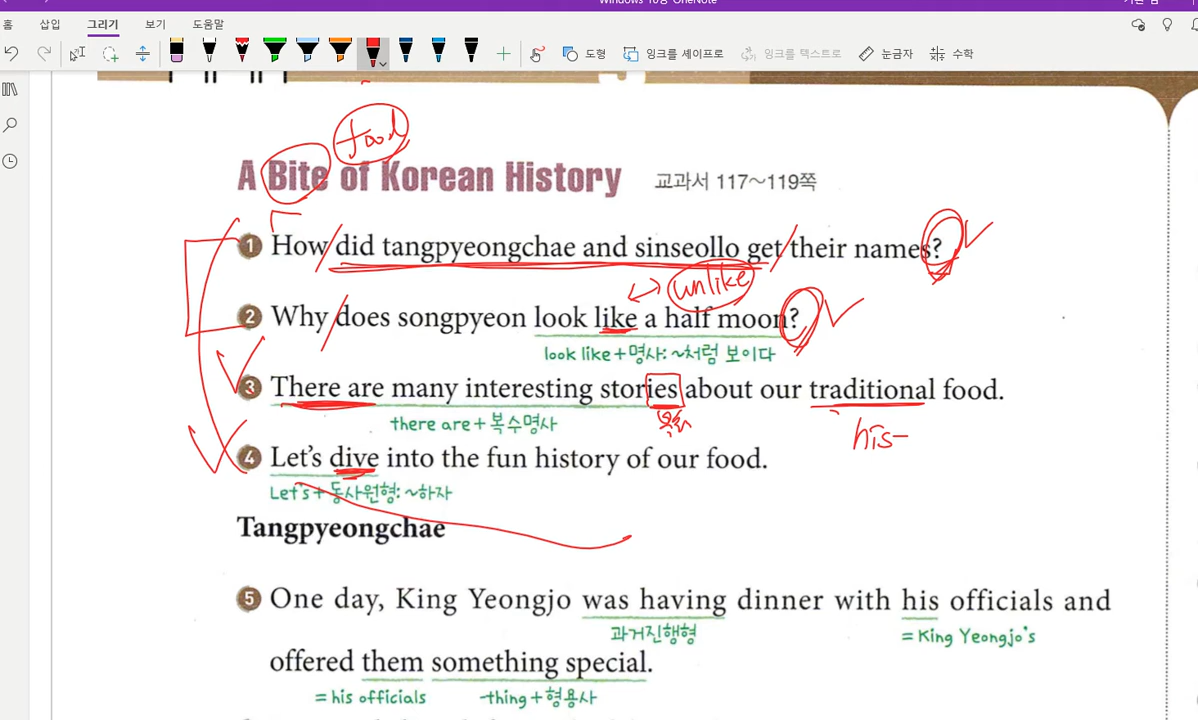 Windows 10용 OneNote
홈 삽입 그리기 보기 도움말
도형 잉크를 셰이프로 잉크를 텍스트로 눈금자 수학
food
A Bite of Korean History 교과서 117~119쪽
1 How did tangpyeongchae and sinseollo get their names?
unlike
2 Why does songpyeon look like a half moon?
look like+명사: ~처럼 보이다
3 There are many interesting stories about our traditional food.
there are+복수명사
his-
4 Let's dive into the fun history of our food.
Let's+동사원형: ~하자
Tangpyeongchae
5 One day, King Yeongjo was having dinner with his officials and
과거진행형 = King Yeongjo's
offered them something special.
= his officials -thing+형용사